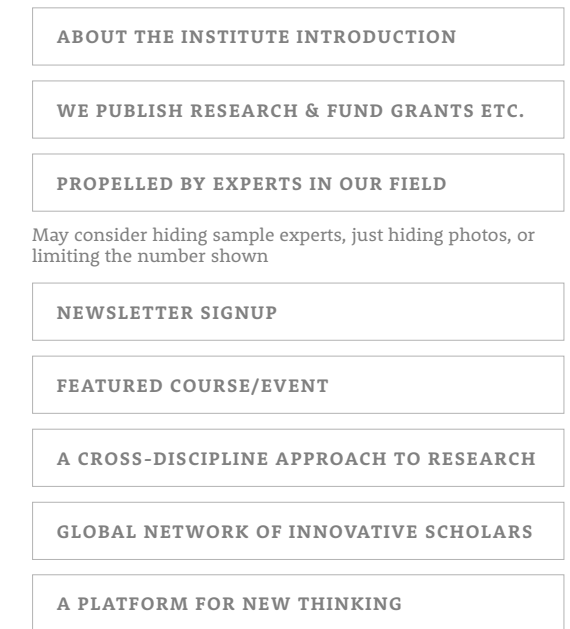 ABOUT THE INSTITUTE INTRODUCTION
WE PUBLISH RESEARCH & FUND GRANTS ETC.
PROPELLED BY EXPERTS IN OUR FIELD
May consider hiding sample experts, just hiding photos, or
limiting the number shown
NEWSLETTER SIGNUP
FEATURED COURSE/EVENT
A CROSS-DISCIPLINE APPROACH TO RESEARCH
GLOBAL NETWORK OF INNOVATIVE SCHOLARS
A PLATFORM FOR NEW THINKING